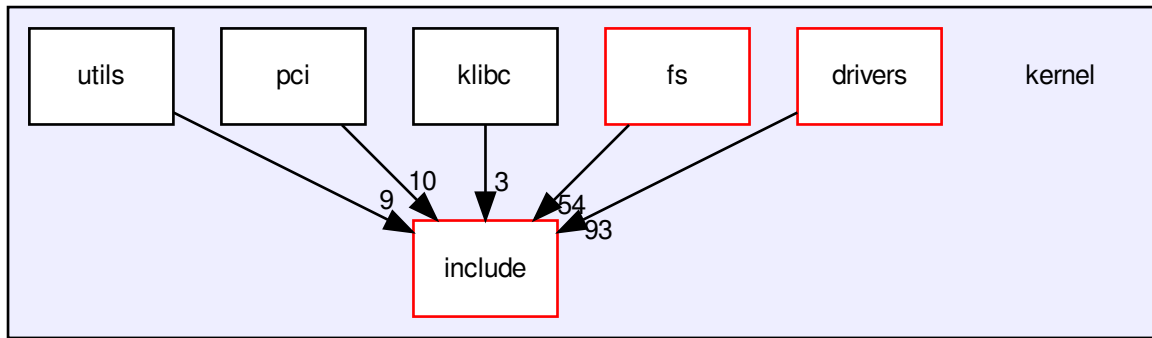 utils
pci
klibc
fs
drivers
kernel
9
10
3
54
93
include